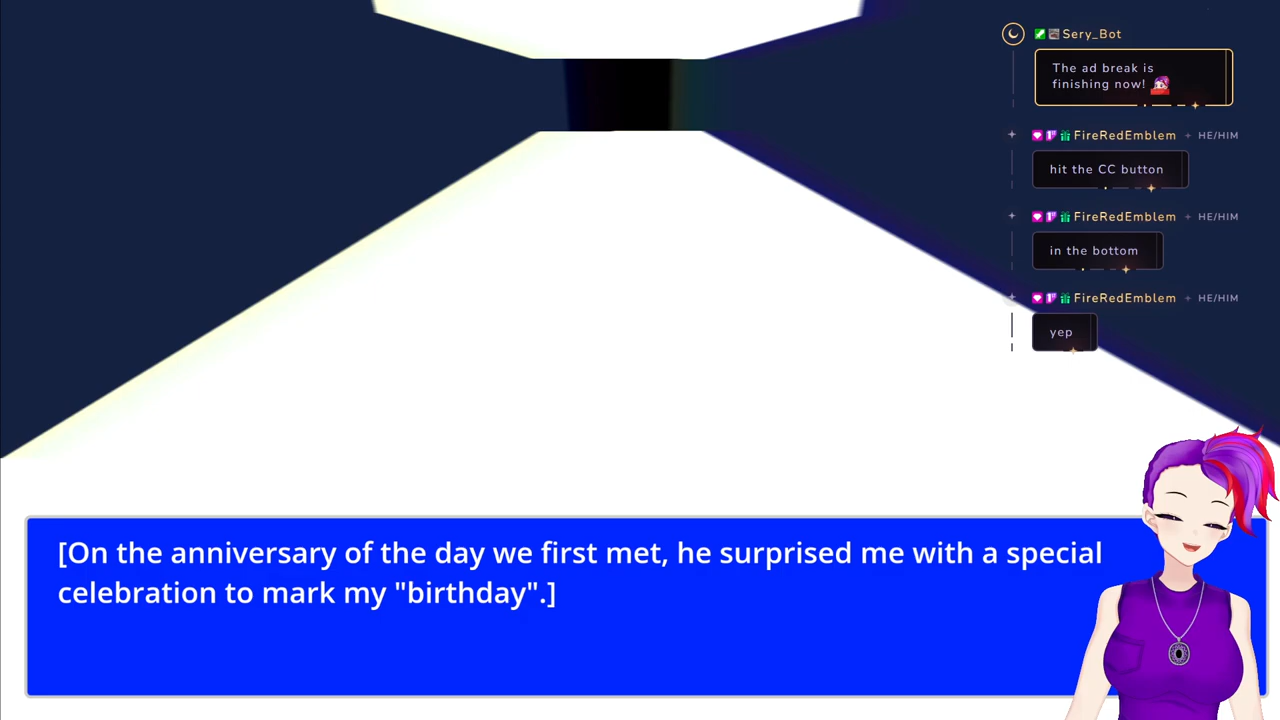 Sery_Bot
The ad break is
finishing now!
FireRedEmblem HE/HIM
hit the CC button
FireRedEmblem HE/HIM
in the bottom
FireRedEmblem HE/HIM
yep
[On the anniversary of the day we first met, he surprised me with a special
celebration to mark my "birthday".]